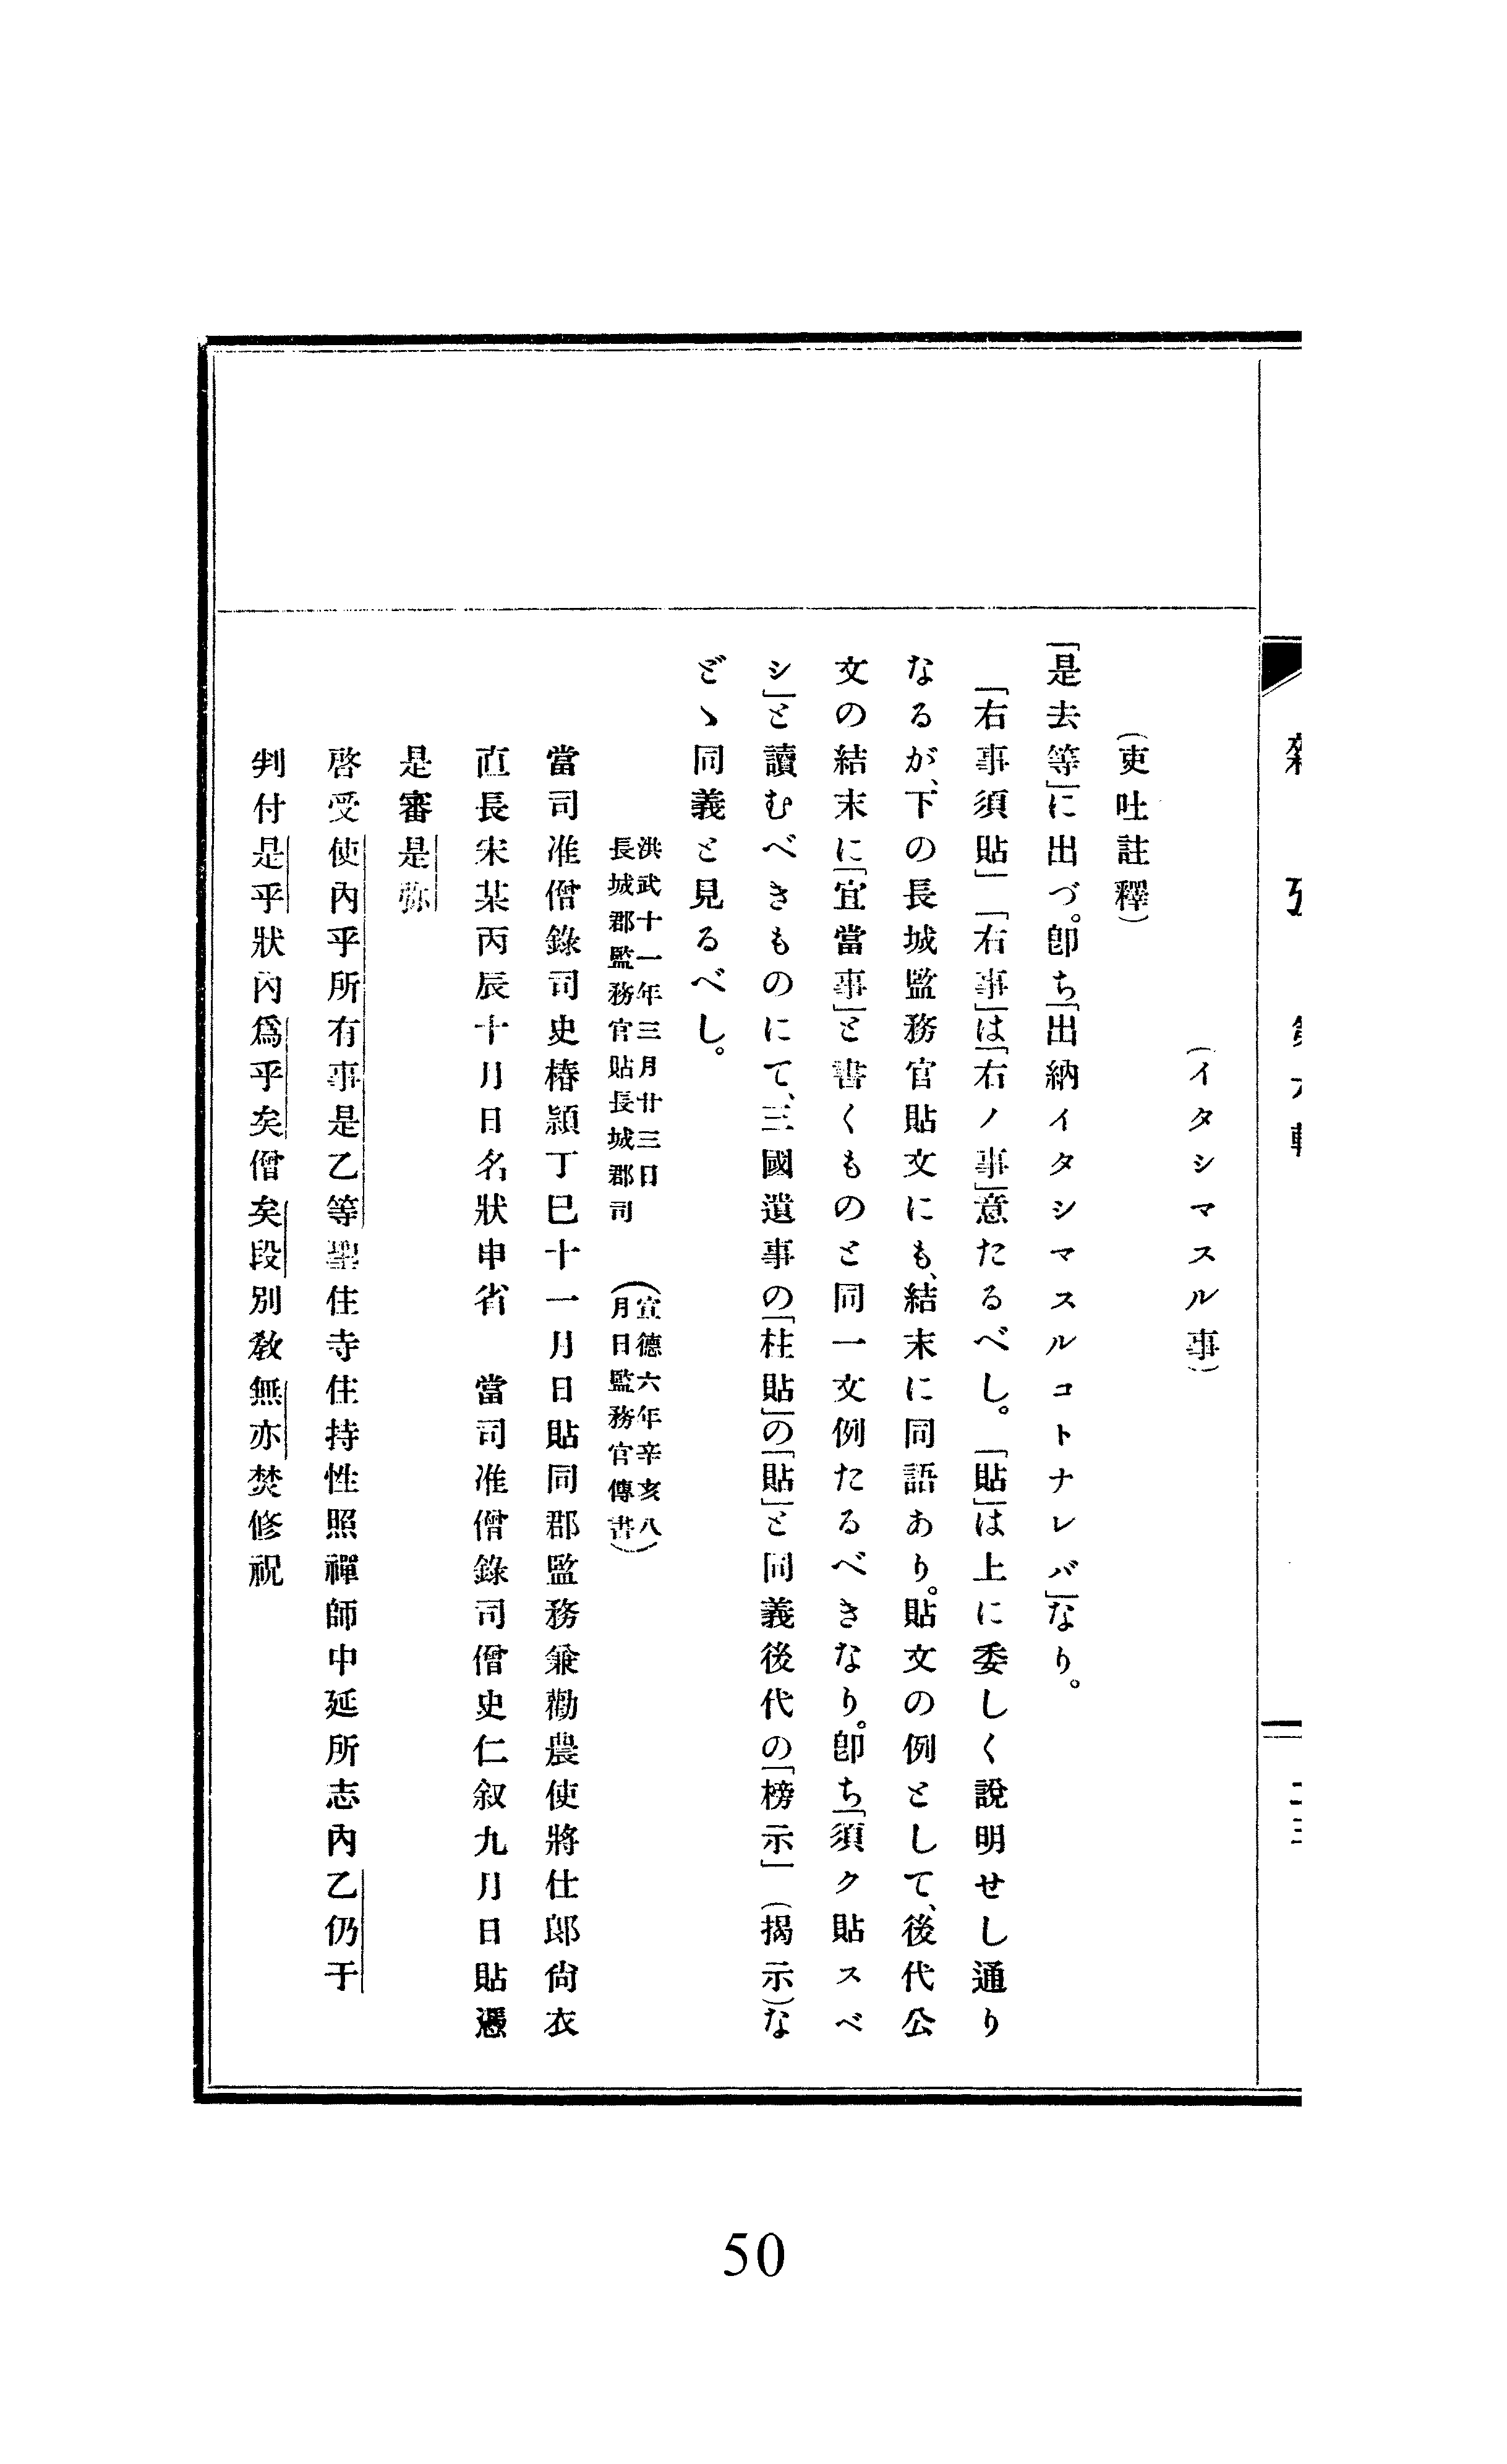 (イタシマスル事)
(吏吐註釋)
「是去等」に出づ。卽ち「出納イタシマスルコトナレバ」なり。
「右事須貼」「右事」は「右ノ事」意たるべし。「貼」は上に委しく說明せし通り
なるが、下の長城監務官貼文にも、結末に同語あり。貼文の例として、後代公
文の結末に「宜當事」と書くものと同一文例たるべきなり。卽ち「須ク貼スベ
シ」と讀むべきものにて、三國遺事の「柱貼」の「貼」と同義後代の「榜示」(揭示)な
どゝ同義と見るべし。
洪武十一年三月廿三日
長城郡監務官貼長城郡司
(宣德六年辛亥八
月日監務官傳書)
當司准僧錄司史椿頴丁巳十一月日貼同郡監務兼勸農使將仕郞尙衣
直長宋某丙辰十月日名狀申省 當司准僧錄司僧史仁叙九月日貼憑
是審是弥
啓受使內乎所有事是乙等聖住寺住持性照禪師中延所志內乙仍于
判付是乎狀內爲乎矣僧矣段別敎無亦焚修祝
二三
50